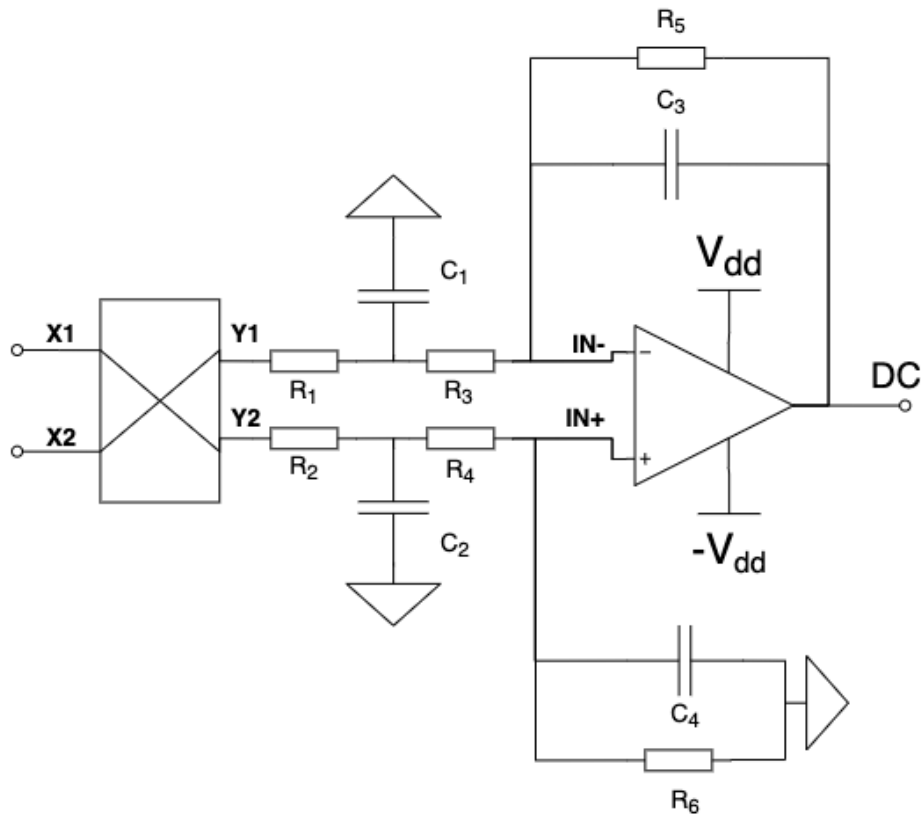 R5
C3
Vdd
C1
X1
Y1
IN-
−
R1
R3
DC
X2
Y2
IN+
+
R2
R4
C2
-Vdd
C4
R6